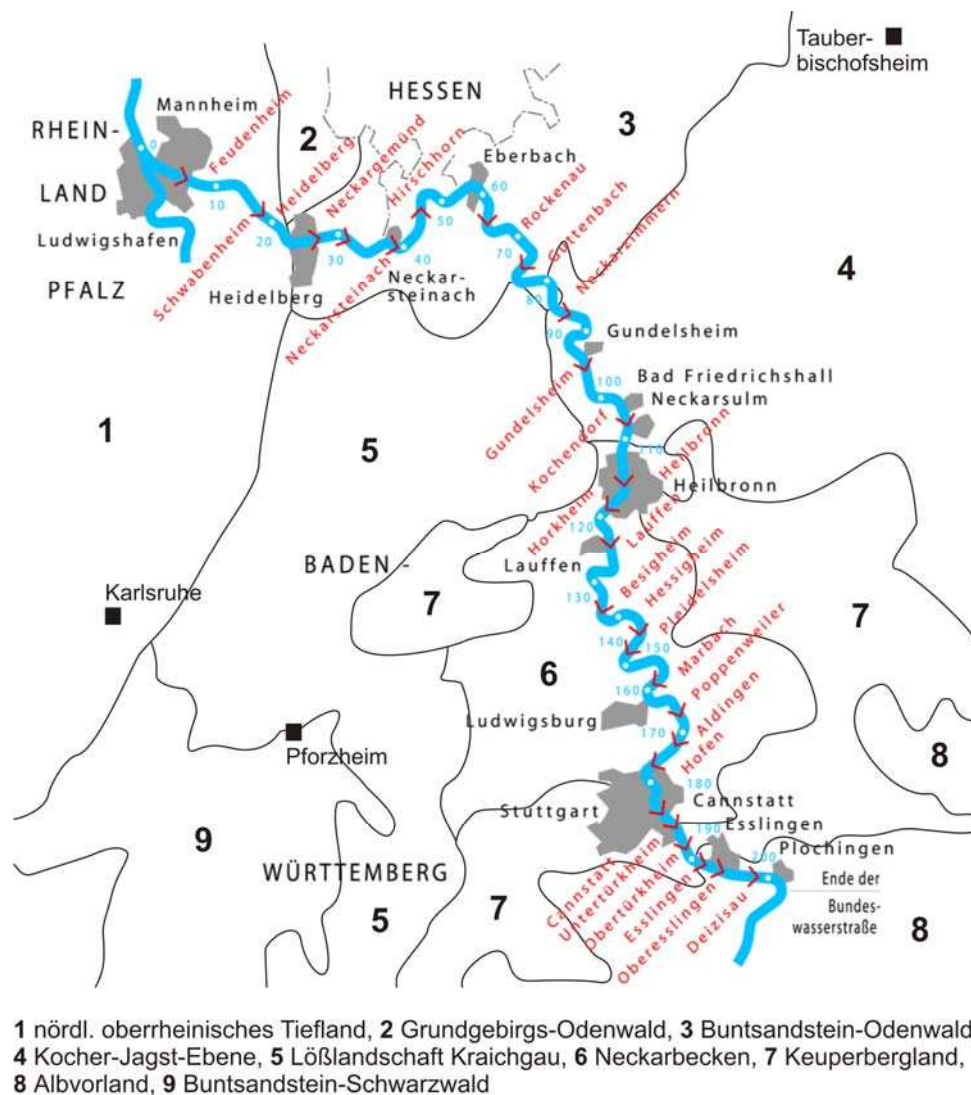 Tauber-
bischofsheim
HESSEN
3
2
Mannheim
RHEIN-
LAND
PFALZ
Ludwigshafen
0
10
20
30
40
50
60
70
80
90
100
110
120
130
140
150
160
170
180
190
200
Feudenheim
Schwabenheim
Heidelberg
Neckargemünd
Neckarsteinach
Hirschhorn
Rockenau
Guttenbach
Neckarzimmern
Heidelberg
Neckar-
steinach
Eberbach
4
Gundelsheim
Gundelsheim
Bad Friedrichshall
Neckarsulm
Kochendorf
Heilbronn
Heilbronn
1
5
Horkheim
Lauffen
Lauffen
BADEN -
Besigheim
Hessigheim
Pleidelsheim
Karlsruhe
7
7
6
Marbach
Poppenweiler
Aldingen
Hofen
Ludwigsburg
Pforzheim
8
Stuttgart
Cannstatt
Esslingen
Plochingen
9
WÜRTTEMBERG
5
7
Cannstatt
Untertürkheim
Obertürkheim
Esslingen
Oberesslingen
Deizisau
Ende der
Bundes-
wasserstraße
8
1 nördl. oberrheinisches Tiefland, 2 Grundgebirgs-Odenwald, 3 Buntsandstein-Odenwald
4 Kocher-Jagst-Ebene, 5 Lößlandschaft Kraichgau, 6 Neckarbecken, 7 Keuperbergland,
8 Albvorland, 9 Buntsandstein-Schwarzwald